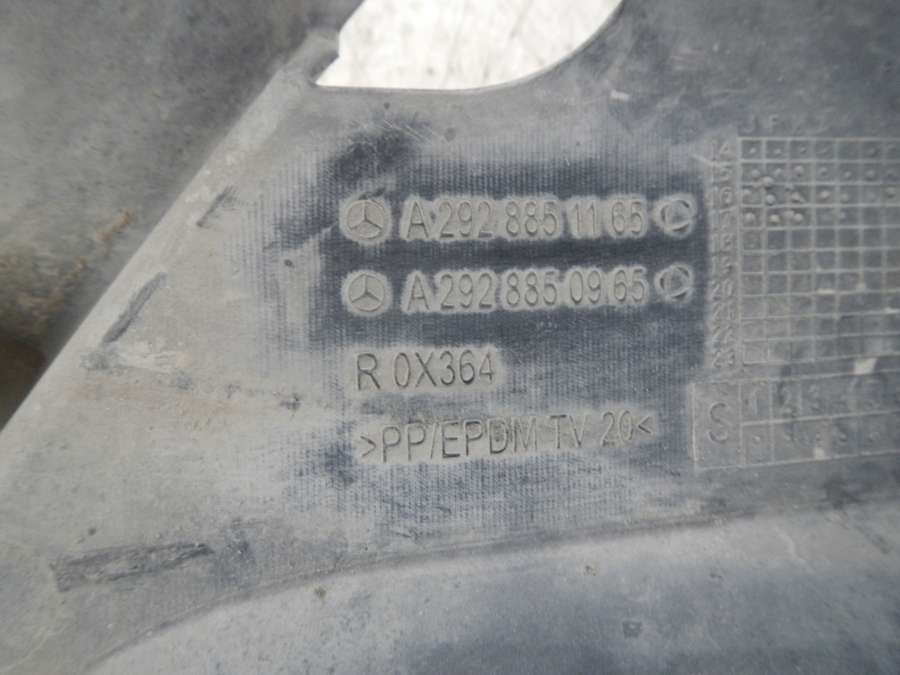 A 292 885 11 65
A 292 885 09 65
R 0X364
>PP/EPDM TV 20<
S